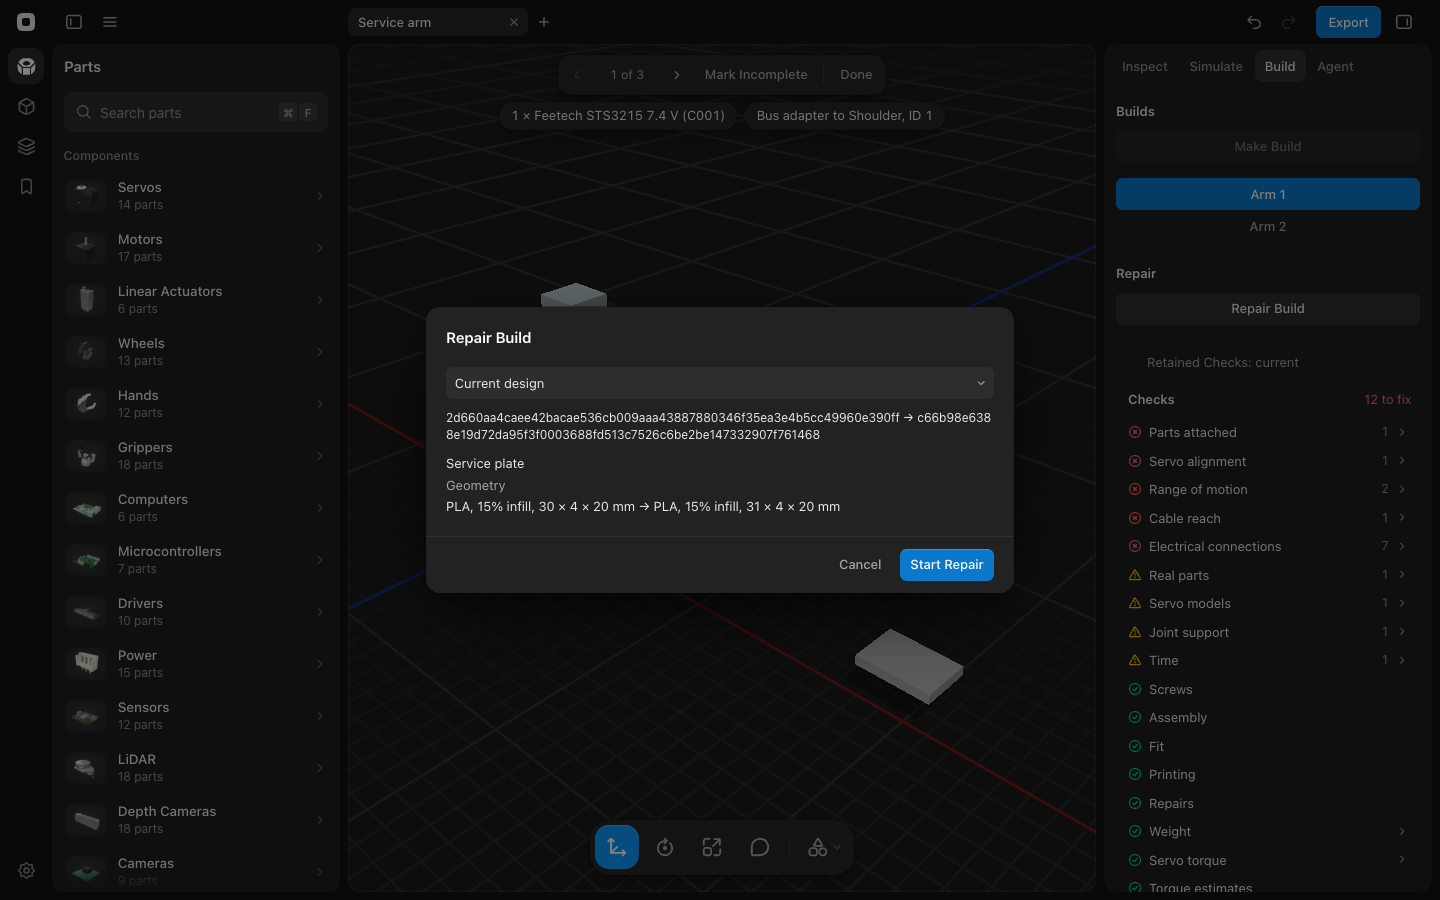 Service arm
Export
Parts
Search parts
⌘ F
Components
Servos
14 parts
Motors
17 parts
Linear Actuators
6 parts
Wheels
13 parts
Hands
12 parts
Grippers
18 parts
Computers
6 parts
Microcontrollers
7 parts
Drivers
10 parts
Power
15 parts
Sensors
12 parts
LiDAR
18 parts
Depth Cameras
18 parts
Cameras
9 parts
1 of 3
Mark Incomplete
Done
1 × Feetech STS3215 7.4 V (C001)
Bus adapter to Shoulder, ID 1
Repair Build
Current design
2d660aa4caee42bacae536cb009aaa43887880346f35ea3e4b5cc49960e390ff → c66b98e638
8e19d72da95f3f0003688fd513c7526c6be2be147332907f761468
Service plate
Geometry
PLA, 15% infill, 30 × 4 × 20 mm → PLA, 15% infill, 31 × 4 × 20 mm
Cancel
Start Repair
Inspect
Simulate
Build
Agent
Builds
Make Build
Arm 1
Arm 2
Repair
Repair Build
Retained Checks: current
Checks
12 to fix
Parts attached 1
Servo alignment 1
Range of motion 2
Cable reach 1
Electrical connections 7
Real parts 1
Servo models 1
Joint support 1
Time 1
Screws
Assembly
Fit
Printing
Repairs
Weight
Servo torque
Torque estimates